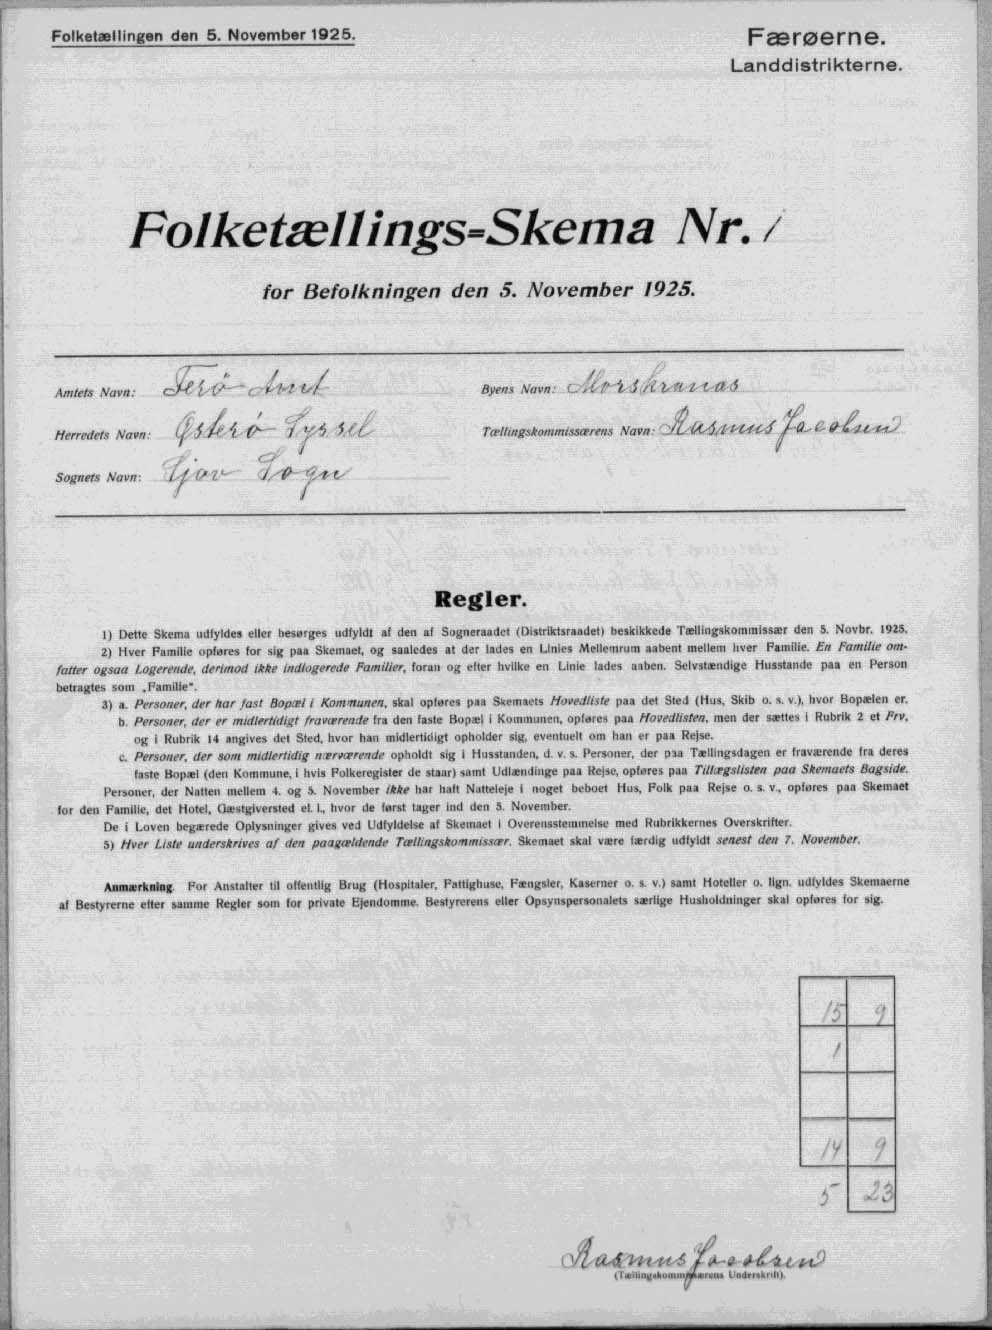 Folketællingen den 5. November 1925.
Færøerne.
Landdistrikterne.
Folketællings=Skema Nr. 1
for Befolkningen den 5. November 1925.
Amtets Navn: Ferö Amt
Byens Navn: Morskranas
Herredets Navn: Österö Syssel
Tællingskommissærens Navn: Rasmus Jacobsen
Sognets Navn: Sjov Sogn
Regler.
1) Dette Skema udfyldes eller besørges udfyldt af den af Sogneraadet (Distriktsraadet) beskikkede Tællingskommissær den 5. Novbr. 1925.
2) Hver Familie opføres for sig paa Skemaet, og saaledes at der lades en Linies Mellemrum aabent mellem hver Familie. En Familie om-
fatter ogsaa Logerende, derimod ikke indlogerede Familier, foran og efter hvilke en Linie lades aaben. Selvstændige Husstande paa en Person
betragtes som „Familie".
3) a. Personer, der har fast Bopæl i Kommunen, skal opføres paa Skemaets Hovedliste paa det Sted (Hus, Skib o. s. v.), hvor Bopælen er.
b. Personer, der er midlertidigt fraværende fra den faste Bopæl i Kommunen, opføres paa Hovedlisten, men der sættes i Rubrik 2 et Frv,
og i Rubrik 14 angives det Sted, hvor han midlertidigt opholder sig, eventuelt om han er paa Rejse.
c. Personer, der som midlertidig nærværende opholdt sig i Husstanden, d. v. s. Personer, der paa Tællingsdagen er fraværende fra deres
faste Bopæl (den Kommune, i hvis Folkeregister de staar) samt Udlændinge paa Rejse, opføres paa Tillægslisten paa Skemaets Bagside.
Personer, der Natten mellem 4. og 5. November ikke har haft Natteleje i noget beboet Hus, Folk paa Rejse o. s. v., opføres paa Skemaet
for den Familie, det Hotel, Gæstgiversted el. l., hvor de først tager ind den 5. November.
De i Loven begærede Oplysninger gives ved Udfyldelse af Skemaet i Overensstemmelse med Rubrikkernes Overskrifter.
5) Hver Liste underskrives af den paagældende Tællingskommissær. Skemaet skal være færdig udfyldt senest den 7. November.
Anmærkning. For Anstalter til offentlig Brug (Hospitaler, Fattighuse, Fængsler, Kaserner o. s. v.) samt Hoteller o. lign. udfyldes Skemaerne
af Bestyrerne efter samme Regler som for private Ejendomme. Bestyrerens eller Opsynspersonalets særlige Husholdninger skal opføres for sig.
15 9
1
14 9
5 23
Rasmus Jacobsen
(Tællingskommissærens Underskrift).